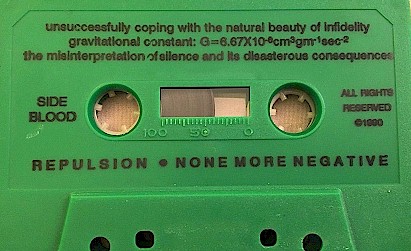 unsuccessfully coping with the natural beauty of infidelity
gravitational constant: G=6.67X10⁻⁸cm³gm⁻¹sec⁻²
the misinterpretation of silence and its disasterous consequences
SIDE
BLOOD
ALL RIGHTS
RESERVED
©1990
100 50 0
REPULSION ● NONE MORE NEGATIVE